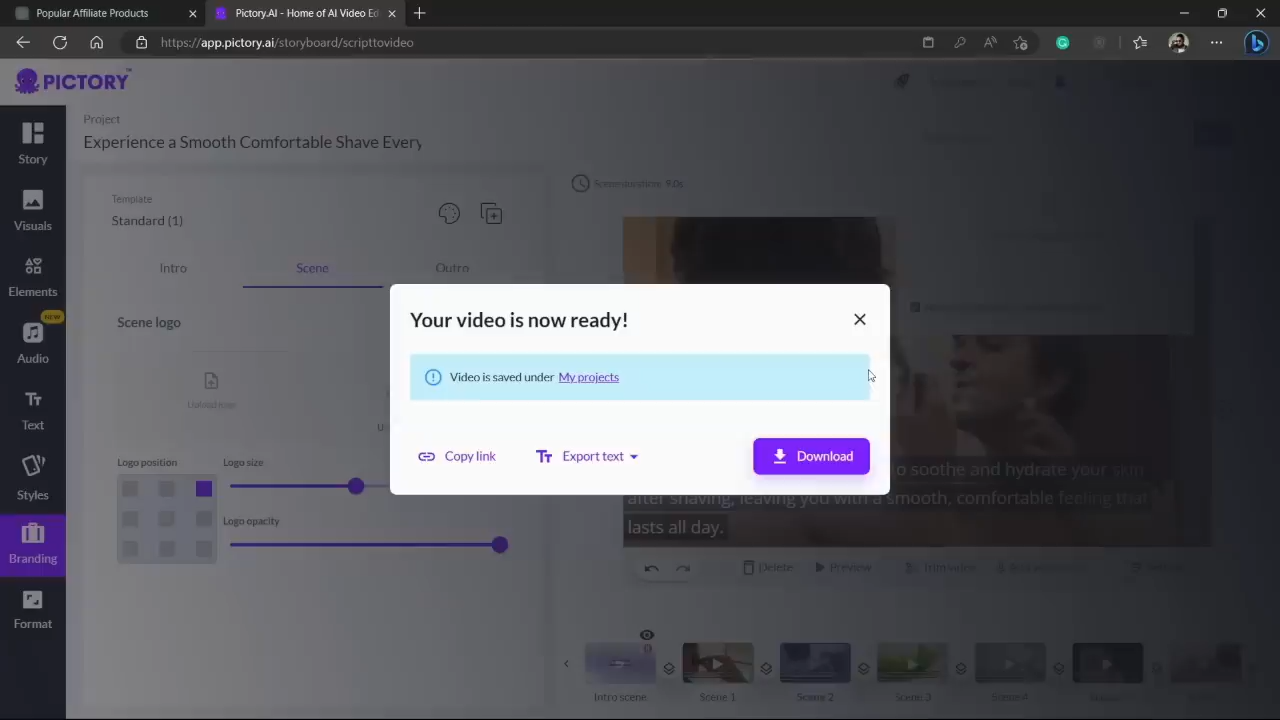 Popular Affiliate Products
Pictory.AI - Home of AI Video Ed
https://app.pictory.ai/storyboard/scripttovideo
PICTORY
Story
Visuals
Elements
NEW
Audio
Text
Styles
Branding
Format
Project
Experience a Smooth Comfortable Shave Every
Template
Standard (1)
Intro
Scene
Outro
Scene logo
Upload logo
Logo position
Logo size
Logo opacity
Scene duration: 9.0s
Your video is now ready!
Video is saved under My projects
Copy link
Export text
Download
to soothe and hydrate your skin
after shaving, leaving you with a smooth, comfortable feeling that
lasts all day.
Delete
Preview
Trim video
Intro scene
Scene 1
Scene 2
Scene 3
Scene 4